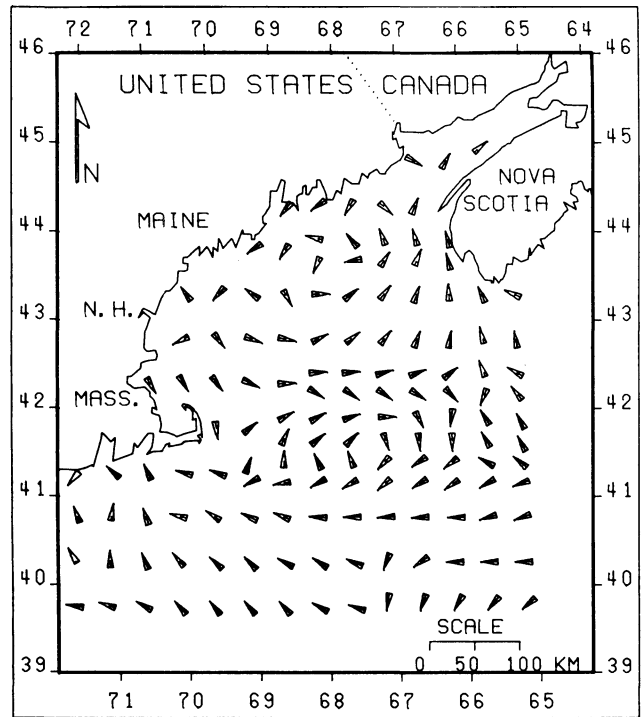 72 71 70 69 68 67 66 65 64
46 46
UNITED STATES CANADA
45 45
N
NOVA
SCOTIA
44 44
MAINE
43 43
N. H.
MASS.
42 42
41 41
40 40
SCALE
0 50 100 KM
39 39
71 70 69 68 67 66 65